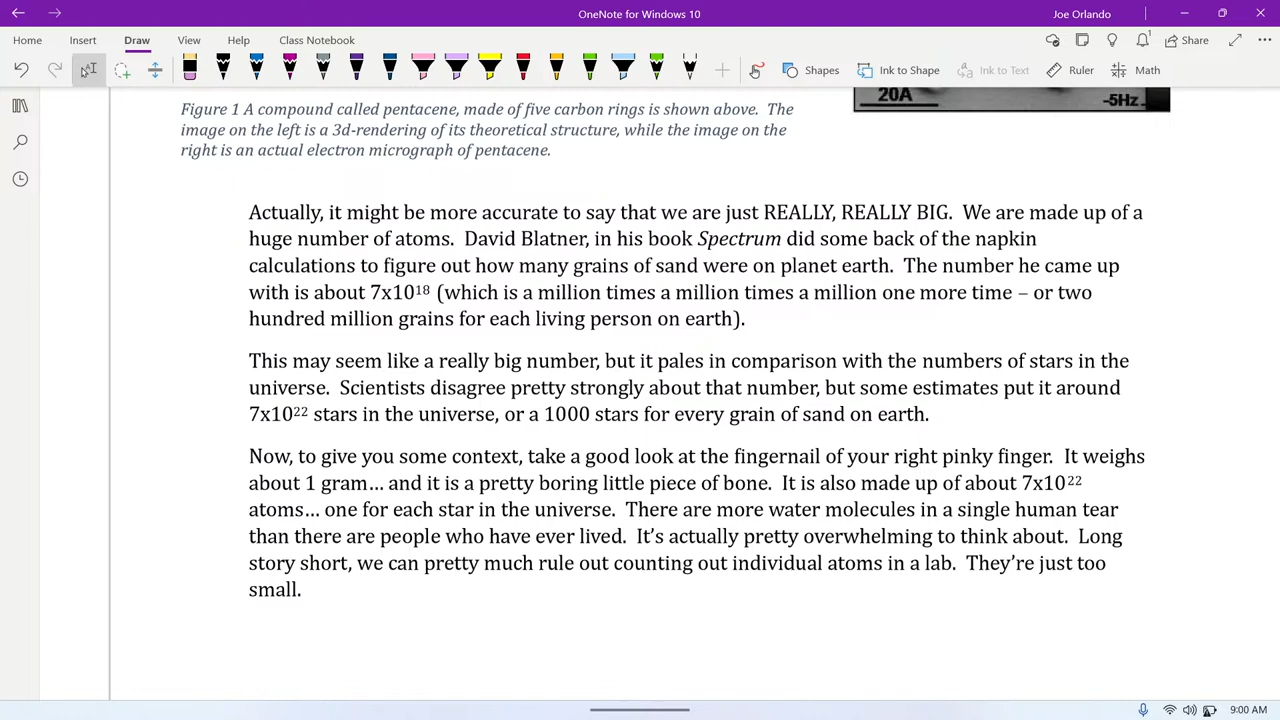 OneNote for Windows 10
Joe Orlando
Home Insert Draw View Help Class Notebook
Share
Shapes Ink to Shape Ink to Text Ruler Math
20A
-5Hz
Figure 1 A compound called pentacene, made of five carbon rings is shown above. The
image on the left is a 3d-rendering of its theoretical structure, while the image on the
right is an actual electron micrograph of pentacene.
Actually, it might be more accurate to say that we are just REALLY, REALLY BIG. We are made up of a
huge number of atoms. David Blatner, in his book Spectrum did some back of the napkin
calculations to figure out how many grains of sand were on planet earth. The number he came up
with is about 7x10¹⁸ (which is a million times a million times a million one more time – or two
hundred million grains for each living person on earth).
This may seem like a really big number, but it pales in comparison with the numbers of stars in the
universe. Scientists disagree pretty strongly about that number, but some estimates put it around
7x10²² stars in the universe, or a 1000 stars for every grain of sand on earth.
Now, to give you some context, take a good look at the fingernail of your right pinky finger. It weighs
about 1 gram… and it is a pretty boring little piece of bone. It is also made up of about 7x10²²
atoms… one for each star in the universe. There are more water molecules in a single human tear
than there are people who have ever lived. It’s actually pretty overwhelming to think about. Long
story short, we can pretty much rule out counting out individual atoms in a lab. They’re just too
small.
9:00 AM